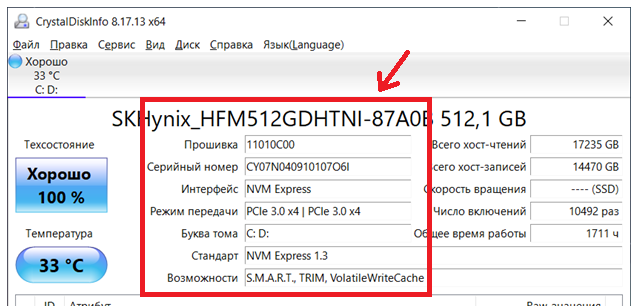 CrystalDiskInfo 8.17.13 x64
Файл Правка Сервис Вид Диск Справка Язык(Language)
Хорошо
33 °C
C: D:
SKHynix_HFM512GDHTNI-87A0B 512,1 GB
Техсостояние
Хорошо
100 %
Температура
33 °C
Прошивка 11010C00
Серийный номер CY07N040910107O6I
Интерфейс NVM Express
Режим передачи PCIe 3.0 x4 | PCIe 3.0 x4
Буква тома C: D:
Стандарт NVM Express 1.3
Возможности S.M.A.R.T., TRIM, VolatileWriteCache
Всего хост-чтений 17235 GB
Всего хост-записей 14470 GB
Скорость вращения ---- (SSD)
Число включений 10492 раз
Общее время работы 1711 ч
ID Атрибут Raw-значения